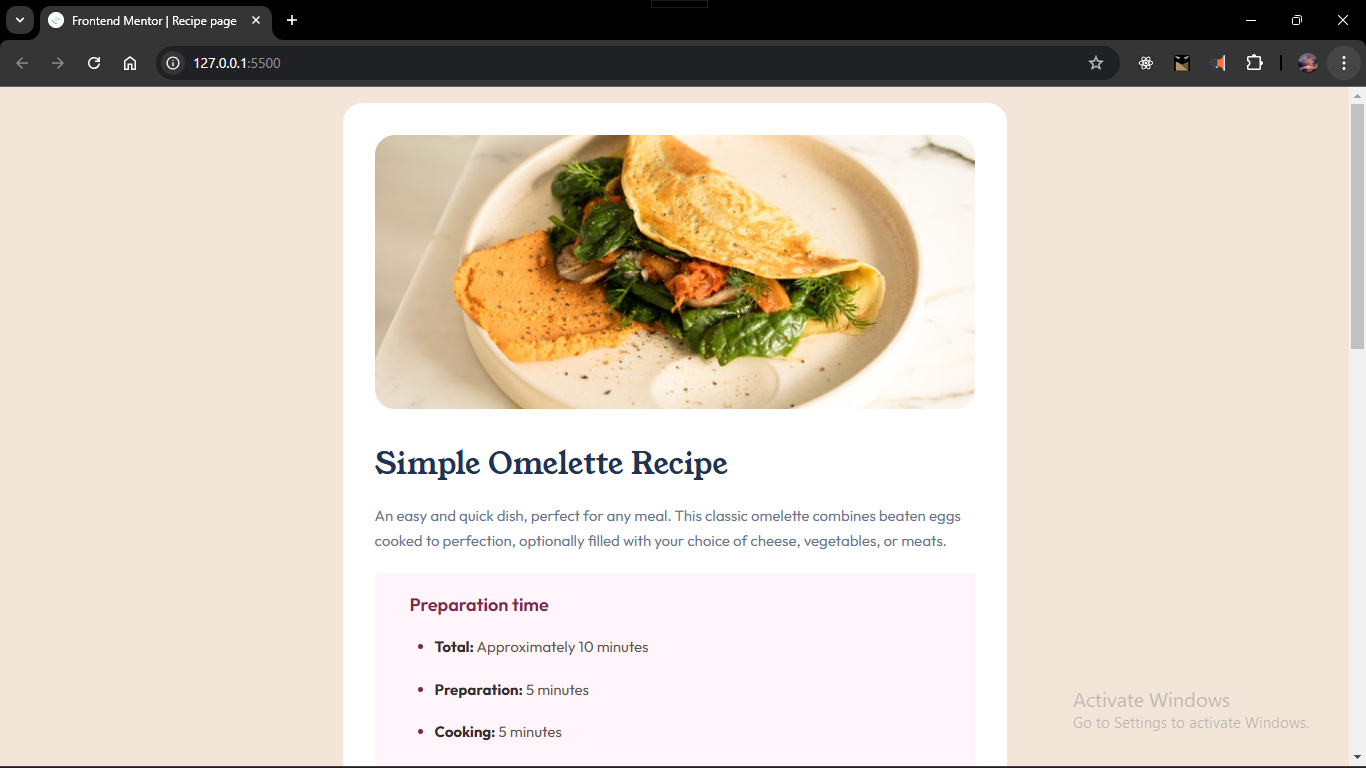 Frontend Mentor | Recipe page
127.0.0.1:5500
Simple Omelette Recipe
An easy and quick dish, perfect for any meal. This classic omelette combines beaten eggs
cooked to perfection, optionally filled with your choice of cheese, vegetables, or meats.
Preparation time
Total: Approximately 10 minutes
Preparation: 5 minutes
Cooking: 5 minutes
Activate Windows
Go to Settings to activate Windows.